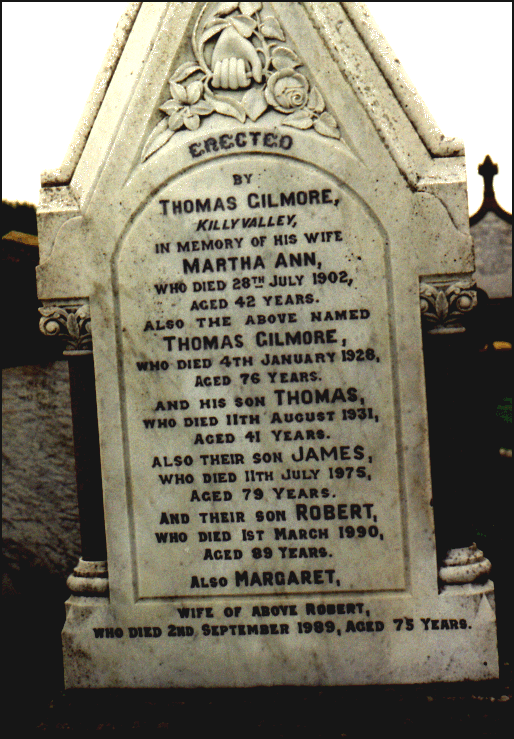 ERECTED
BY
THOMAS GILMORE,
KILLYVALLEY,
IN MEMORY OF HIS WIFE
MARTHA ANN,
WHO DIED 28TH JULY 1902,
AGED 42 YEARS.
ALSO THE ABOVE NAMED
THOMAS GILMORE,
WHO DIED 4TH JANUARY 1928,
AGED 76 YEARS.
AND HIS SON THOMAS,
WHO DIED 11TH AUGUST 1931,
AGED 41 YEARS.
ALSO THEIR SON JAMES,
WHO DIED 11TH JULY 1975,
AGED 79 YEARS.
AND THEIR SON ROBERT,
WHO DIED 1ST MARCH 1990,
AGED 89 YEARS.
ALSO MARGARET,
WIFE OF ABOVE ROBERT,
WHO DIED 2ND SEPTEMBER 1989, AGED 75 YEARS.